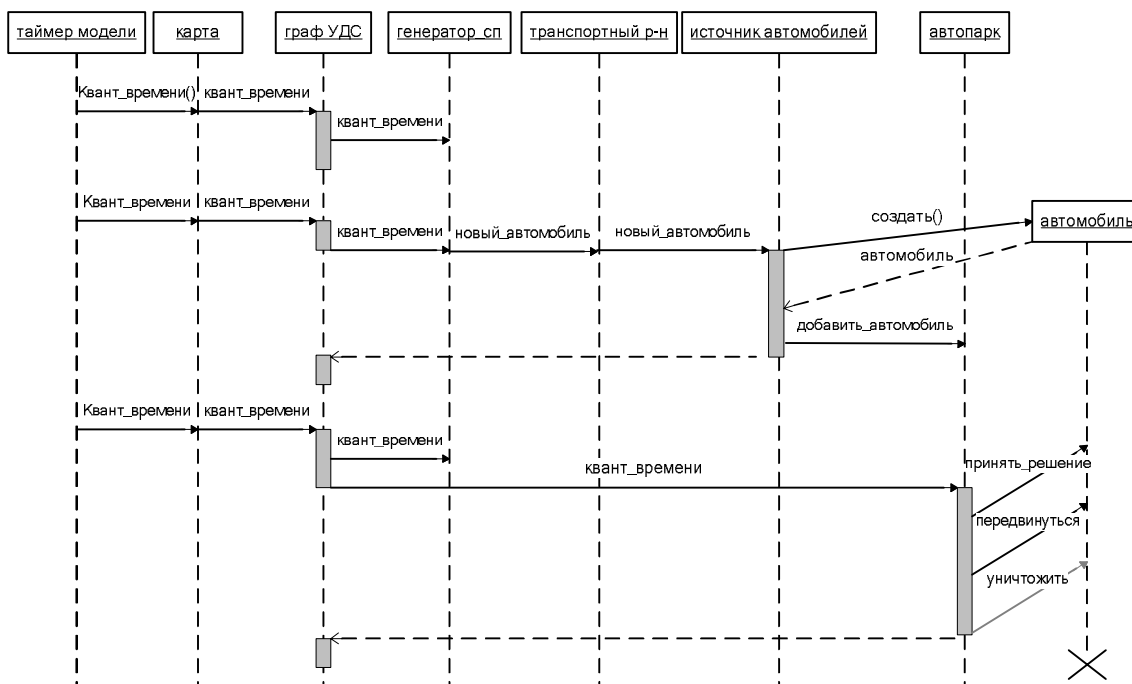 таймер модели
карта
граф УДС
генератор_сп
транспортный р-н
источник автомобилей
автопарк
Квант_времени()
квант_времени
квант_времени
Квант_времени
квант_времени
квант_времени
новый_автомобиль
новый_автомобиль
создать()
автомобиль
автомобиль
добавить_автомобиль
Квант_времени
квант_времени
квант_времени
квант_времени
принять_решение
передвинуться
уничтожить